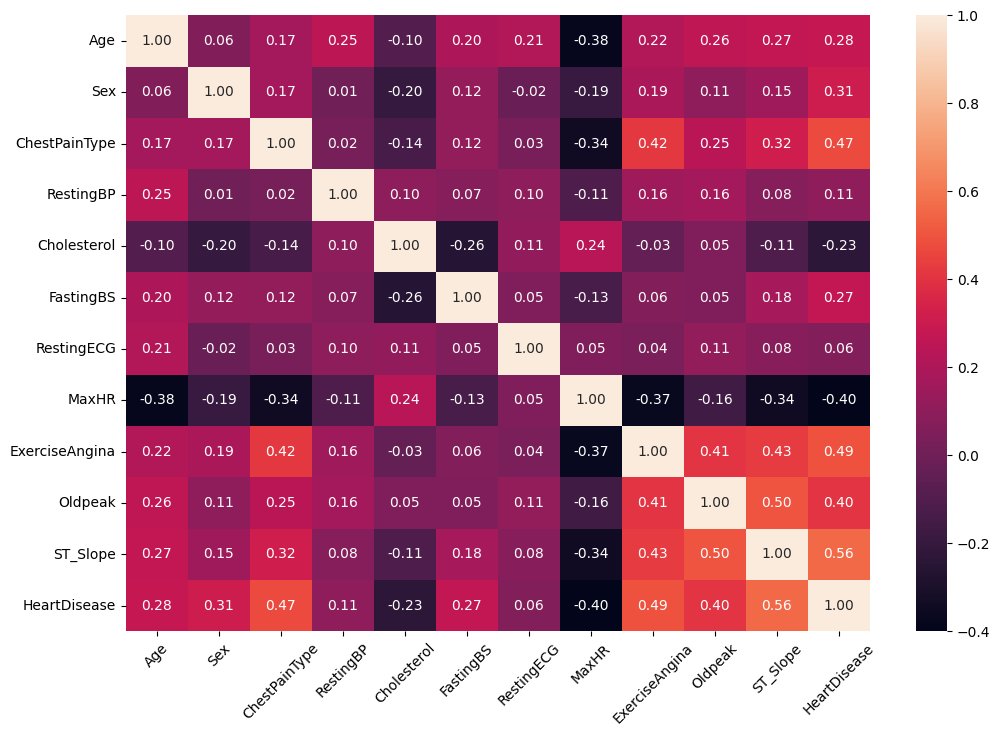 Age 1.00 0.06 0.17 0.25 -0.10 0.20 0.21 -0.38 0.22 0.26 0.27 0.28
Sex 0.06 1.00 0.17 0.01 -0.20 0.12 -0.02 -0.19 0.19 0.11 0.15 0.31
ChestPainType 0.17 0.17 1.00 0.02 -0.14 0.12 0.03 -0.34 0.42 0.25 0.32 0.47
RestingBP 0.25 0.01 0.02 1.00 0.10 0.07 0.10 -0.11 0.16 0.16 0.08 0.11
Cholesterol -0.10 -0.20 -0.14 0.10 1.00 -0.26 0.11 0.24 -0.03 0.05 -0.11 -0.23
FastingBS 0.20 0.12 0.12 0.07 -0.26 1.00 0.05 -0.13 0.06 0.05 0.18 0.27
RestingECG 0.21 -0.02 0.03 0.10 0.11 0.05 1.00 0.05 0.04 0.11 0.08 0.06
MaxHR -0.38 -0.19 -0.34 -0.11 0.24 -0.13 0.05 1.00 -0.37 -0.16 -0.34 -0.40
ExerciseAngina 0.22 0.19 0.42 0.16 -0.03 0.06 0.04 -0.37 1.00 0.41 0.43 0.49
Oldpeak 0.26 0.11 0.25 0.16 0.05 0.05 0.11 -0.16 0.41 1.00 0.50 0.40
ST_Slope 0.27 0.15 0.32 0.08 -0.11 0.18 0.08 -0.34 0.43 0.50 1.00 0.56
HeartDisease 0.28 0.31 0.47 0.11 -0.23 0.27 0.06 -0.40 0.49 0.40 0.56 1.00
Age Sex ChestPainType RestingBP Cholesterol FastingBS RestingECG MaxHR ExerciseAngina Oldpeak ST_Slope HeartDisease
1.0
0.8
0.6
0.4
0.2
0.0
−0.2
−0.4